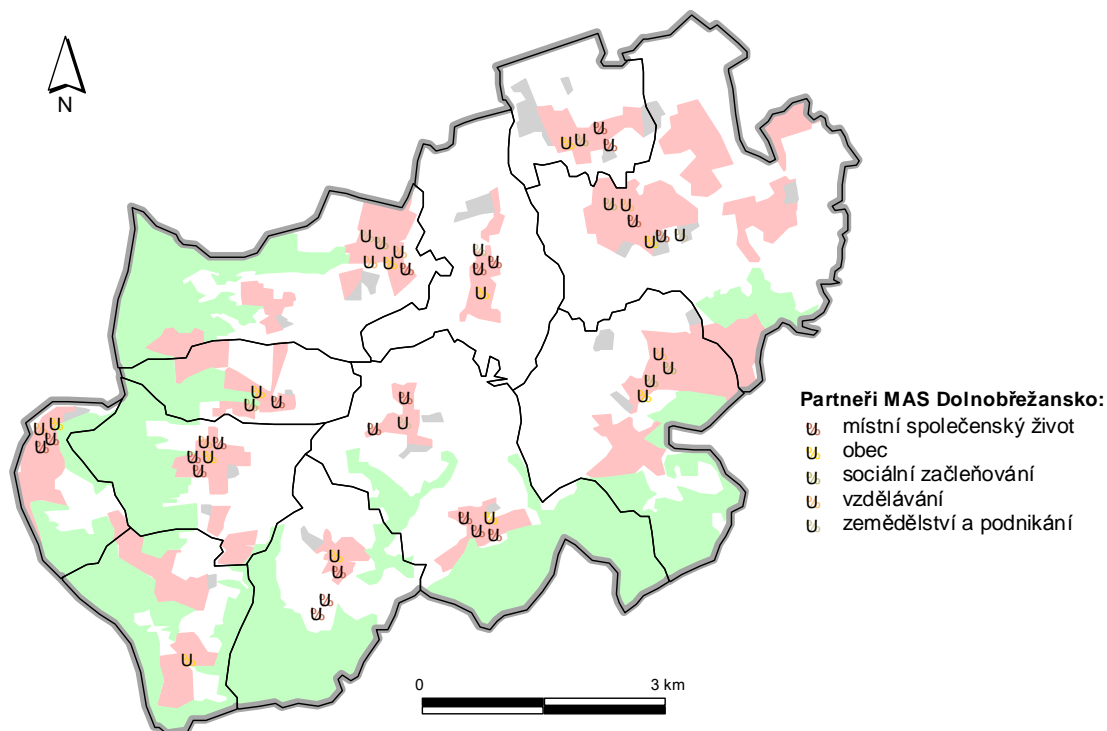 N
Partneři MAS Dolnobřežansko:
U místní společenský život
U obec
U sociální začleňování
U vzdělávání
U zemědělství a podnikání
0 3 km